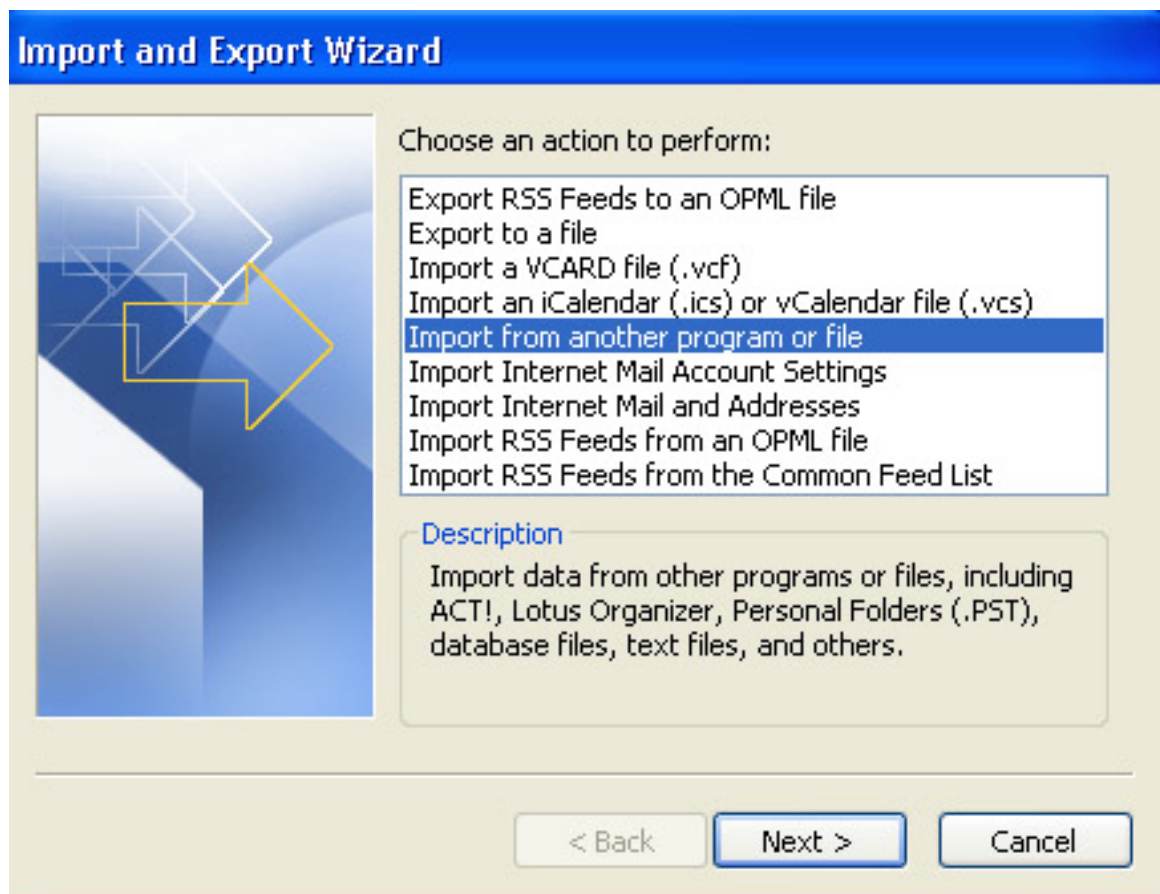 Import and Export Wizard
Choose an action to perform:
Export RSS Feeds to an OPML file
Export to a file
Import a VCARD file (.vcf)
Import an iCalendar (.ics) or vCalendar file (.vcs)
Import from another program or file
Import Internet Mail Account Settings
Import Internet Mail and Addresses
Import RSS Feeds from an OPML file
Import RSS Feeds from the Common Feed List
Description
Import data from other programs or files, including
ACT!, Lotus Organizer, Personal Folders (.PST),
database files, text files, and others.
< Back Next > Cancel